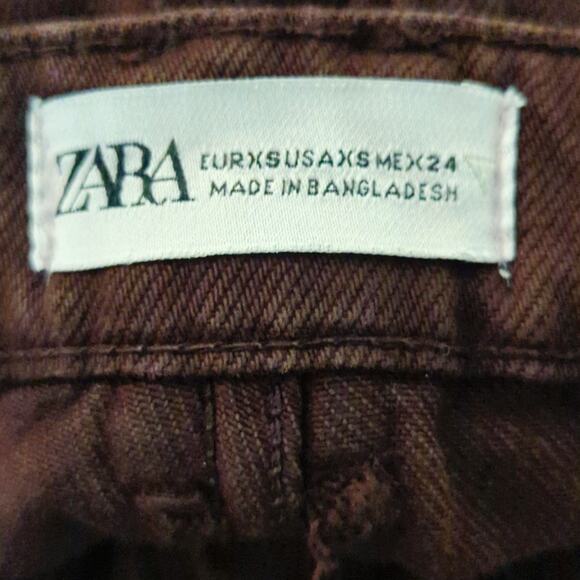 ZARA
EUR XS USA XS MEX 24
MADE IN BANGLADESH